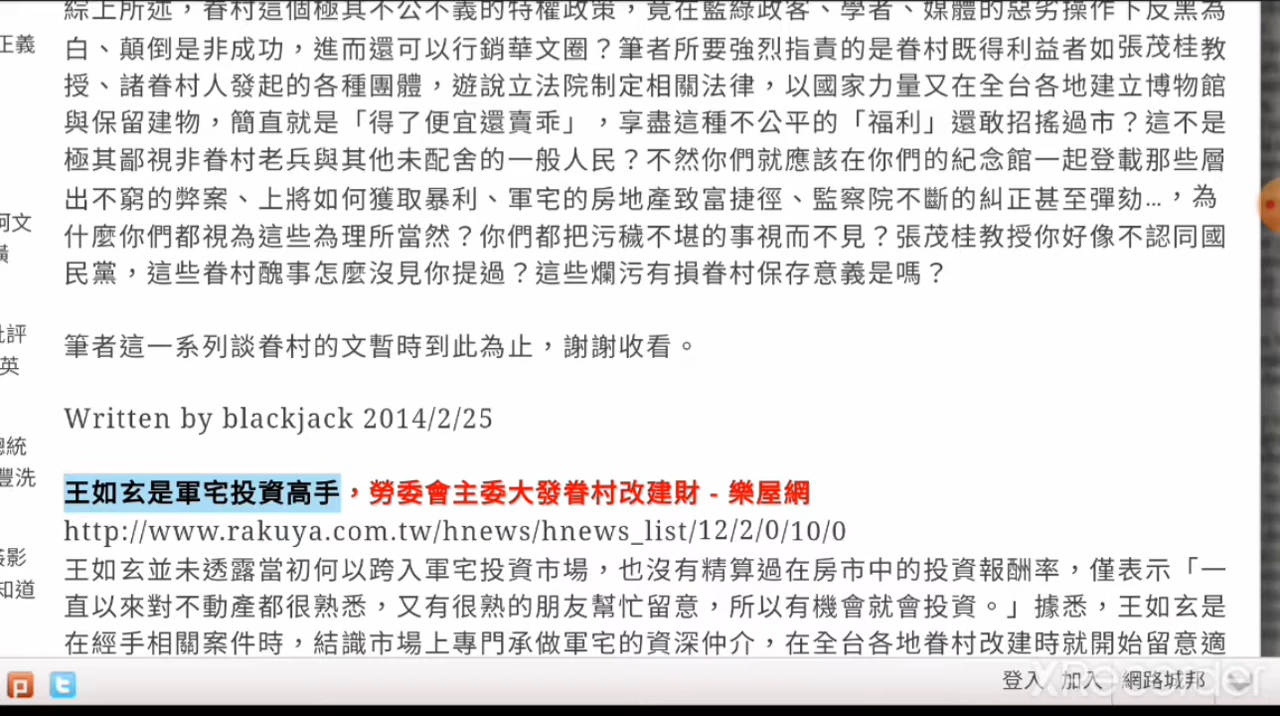 綜上所述，眷村這個極其不公不義的特權政策，竟在藍綠政客、學者、媒體的惡劣操作下反黑為
白、顛倒是非成功，進而還可以行銷華文圈？筆者所要強烈指責的是眷村既得利益者如張茂桂教
授、諸眷村人發起的各種團體，遊說立法院制定相關法律，以國家力量又在全台各地建立博物館
與保留建物，簡直就是「得了便宜還賣乖」，享盡這種不公平的「福利」還敢招搖過市？這不是
極其鄙視非眷村老兵與其他未配舍的一般人民？不然你們就應該在你們的紀念館一起登載那些層
出不窮的弊案、上將如何獲取暴利、軍宅的房地產致富捷徑、監察院不斷的糾正甚至彈劾...，為
什麼你們都視為這些為理所當然？你們都把污穢不堪的事視而不見？張茂桂教授你好像不認同國
民黨，這些眷村醜事怎麼沒見你提過？這些爛污有損眷村保存意義是嗎？
筆者這一系列談眷村的文暫時到此為止，謝謝收看。
Written by blackjack 2014/2/25
王如玄是軍宅投資高手，勞委會主委大發眷村改建財 - 樂屋網
http://www.rakuya.com.tw/hnews/hnews_list/12/2/0/10/0
王如玄並未透露當初何以跨入軍宅投資市場，也沒有精算過在房市中的投資報酬率，僅表示「一
直以來對不動產都很熟悉，又有很熟的朋友幫忙留意，所以有機會就會投資。」據悉，王如玄是
在經手相關案件時，結識市場上專門承做軍宅的資深仲介，在全台各地眷村改建時就開始留意適
正義
阿文
批評
英
總統
豐洗
知道
登入 加入 網路城邦
XRecorder